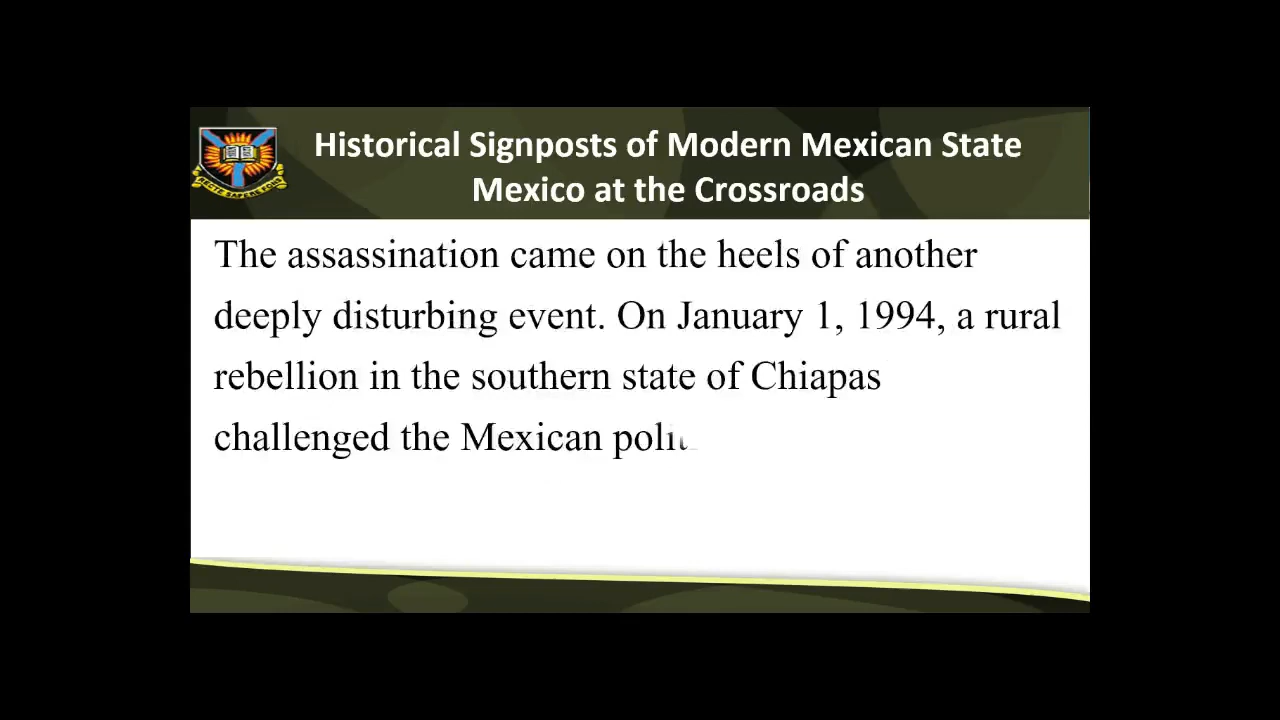 Historical Signposts of Modern Mexican State
Mexico at the Crossroads
The assassination came on the heels of another
deeply disturbing event. On January 1, 1994, a rural
rebellion in the southern state of Chiapas
challenged the Mexican